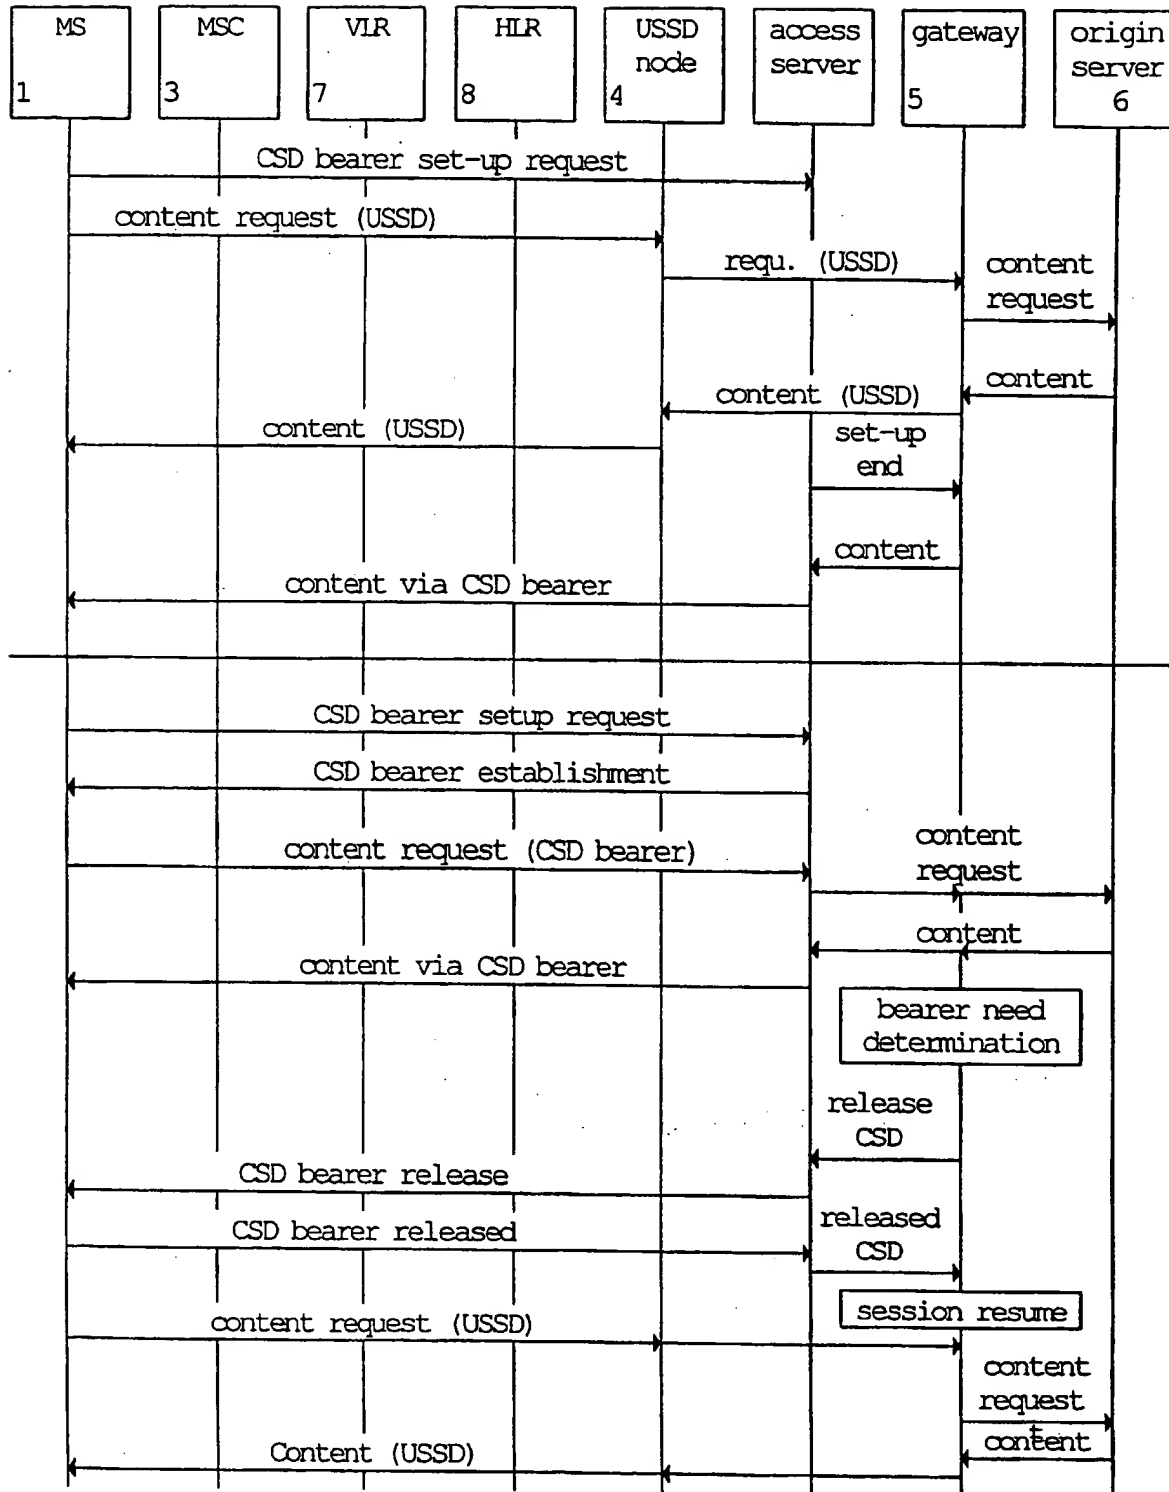 MS
1
MSC
3
VLR
7
HLR
8
USSD
node
4
access
server
gateway
5
origin
server
6
CSD bearer set-up request
content request (USSD)
requ. (USSD)
content
request
content
content (USSD)
content (USSD)
set-up
end
content
content via CSD bearer
CSD bearer setup request
CSD bearer establishment
content request (CSD bearer)
content
request
content
content via CSD bearer
bearer need
determination
release
CSD
CSD bearer release
CSD bearer released
released
CSD
session resume
content request (USSD)
content
request
content
Content (USSD)